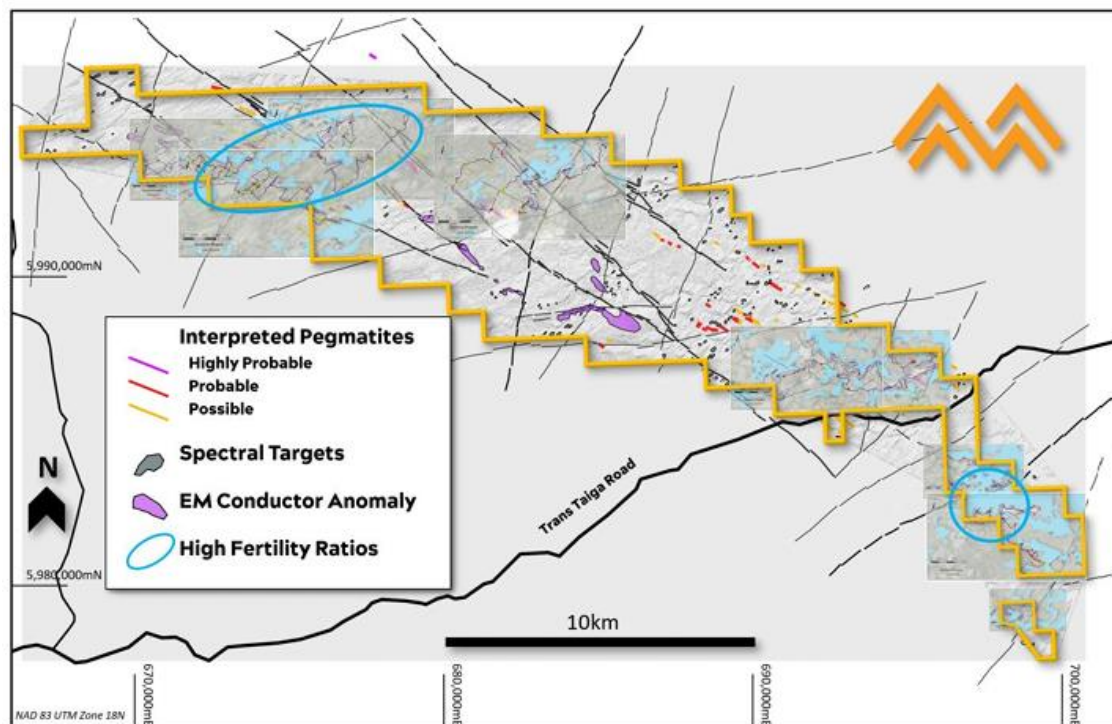 5,990,000mN
Interpreted Pegmatites
Highly Probable
Probable
Possible
Spectral Targets
EM Conductor Anomaly
High Fertility Ratios
N
Trans Taiga Road
5,980,000mN
10km
670,000mE
680,000mE
690,000mE
700,000mE
NAD 83 UTM Zone 18N